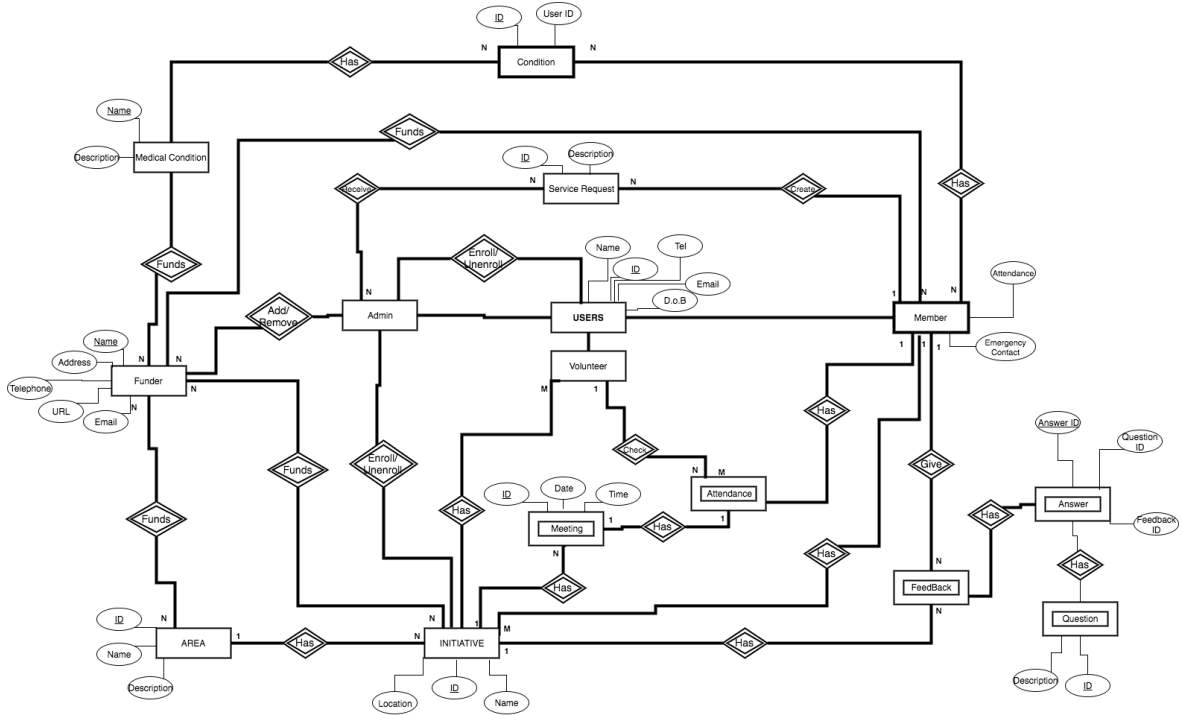 ID
User ID
N
N
Has
Condition
Name
Funds
Medical Condition
Description
ID
Description
Receive
N
Service Request
N
Create
Has
Enroll/
Unenroll
Name
Tel
ID
Email
D.o.B
Funds
Attendance
N
1
N
N
Add/
Remove
Admin
USERS
Member
Name
Address
Telephone
URL
Email
N
N
Funder
N
N
Volunteer
M
1
1
1
1
Emergency
Contact
Has
Answer ID
Question
ID
Check
Enroll/
Unenroll
Funds
Give
N
M
Attendance
1
ID
Date
Time
Has
Meeting
1
Has
N
Has
Answer
Feedback
ID
Funds
Has
Has
Has
N
FeedBack
N
Has
Question
Description
ID
ID
Name
Description
N
AREA
1
Has
N
N
1
M
INITIATIVE
1
Has
Location
ID
Name